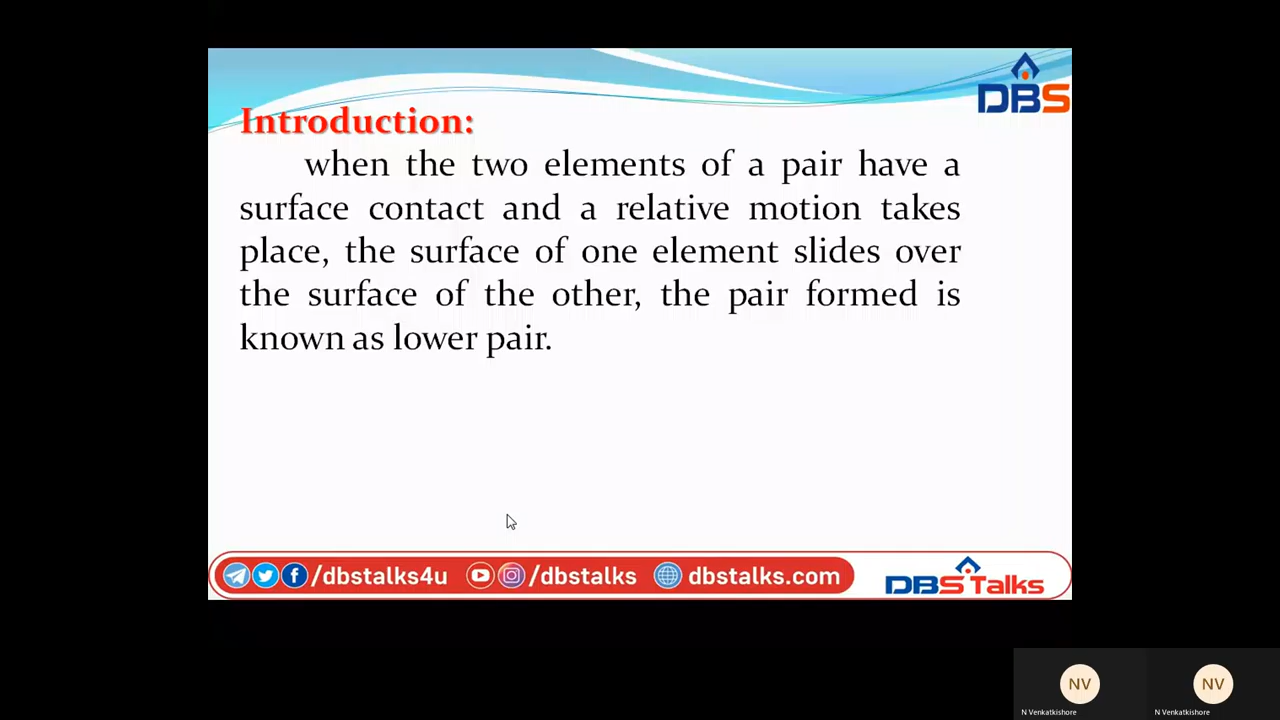 DBS
Introduction:
when the two elements of a pair have a
surface contact and a relative motion takes
place, the surface of one element slides over
the surface of the other, the pair formed is
known as lower pair.
/dbstalks4u /dbstalks dbstalks.com DBS Talks
NV NV
N Venkatkishore N Venkatkishore